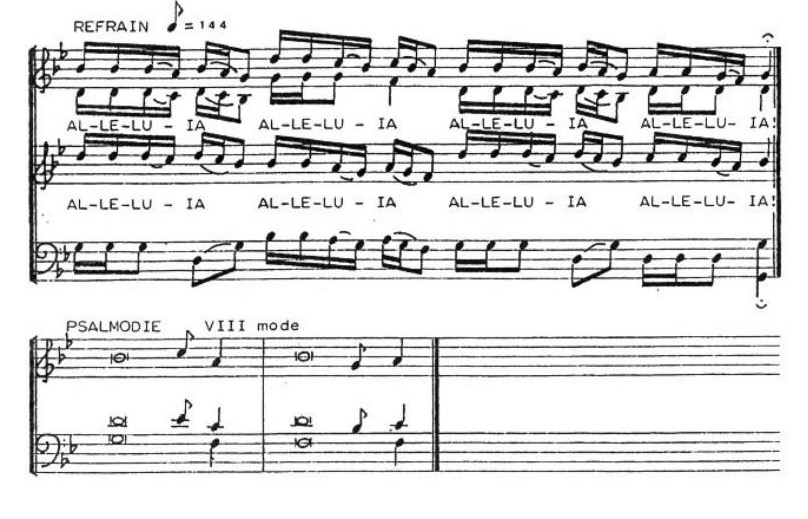 REFRAIN ♪=144
AL-LE-LU - IA AL-LE-LU - IA AL-LE-LU - IA AL-LE-LU- IA!
AL-LE-LU - IA AL-LE-LU - IA AL-LE-LU - IA AL-LE-LU- IA!
PSALMODIE VIII mode